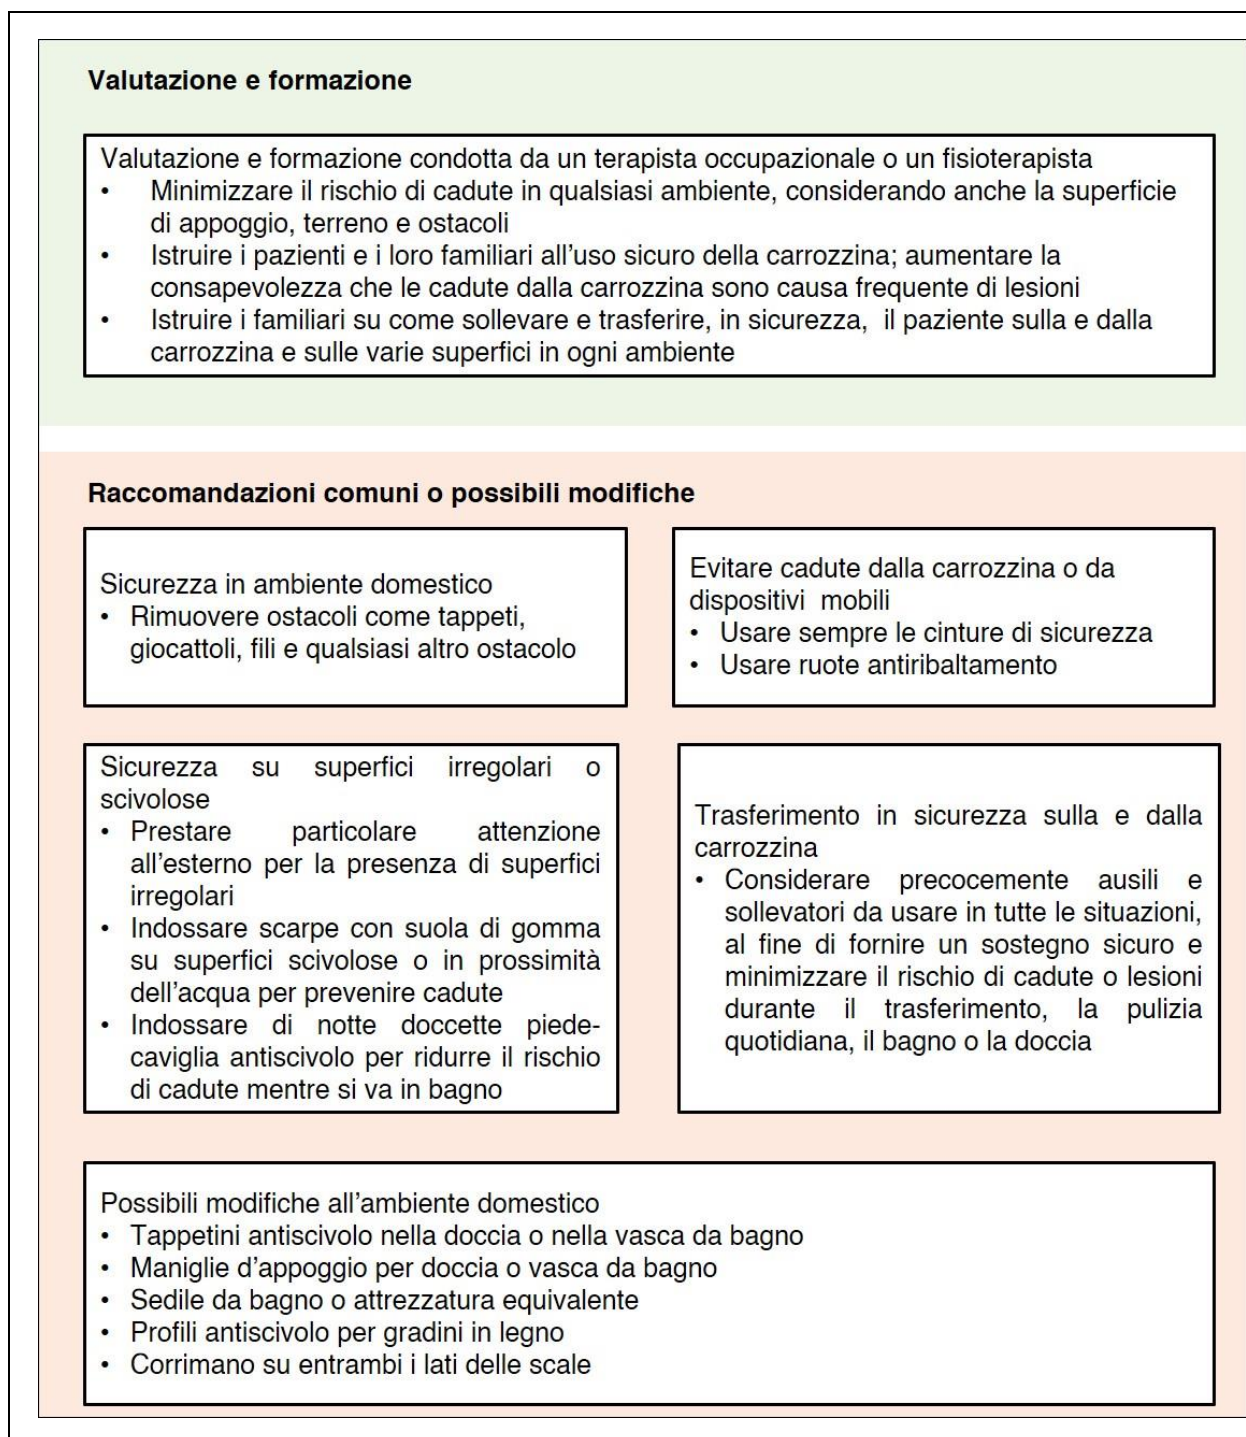 Valutazione e formazione
Valutazione e formazione condotta da un terapista occupazionale o un fisioterapista
• Minimizzare il rischio di cadute in qualsiasi ambiente, considerando anche la superficie
di appoggio, terreno e ostacoli
• Istruire i pazienti e i loro familiari all’uso sicuro della carrozzina; aumentare la
consapevolezza che le cadute dalla carrozzina sono causa frequente di lesioni
• Istruire i familiari su come sollevare e trasferire, in sicurezza, il paziente sulla e dalla
carrozzina e sulle varie superfici in ogni ambiente
Raccomandazioni comuni o possibili modifiche
Sicurezza in ambiente domestico
• Rimuovere ostacoli come tappeti,
giocattoli, fili e qualsiasi altro ostacolo
Evitare cadute dalla carrozzina o da
dispositivi mobili
• Usare sempre le cinture di sicurezza
• Usare ruote antiribaltamento
Sicurezza su superfici irregolari o
scivolose
• Prestare particolare attenzione
all’esterno per la presenza di superfici
irregolari
• Indossare scarpe con suola di gomma
su superfici scivolose o in prossimità
dell’acqua per prevenire cadute
• Indossare di notte doccette piede-
caviglia antiscivolo per ridurre il rischio
di cadute mentre si va in bagno
Trasferimento in sicurezza sulla e dalla
carrozzina
• Considerare precocemente ausili e
sollevatori da usare in tutte le situazioni,
al fine di fornire un sostegno sicuro e
minimizzare il rischio di cadute o lesioni
durante il trasferimento, la pulizia
quotidiana, il bagno o la doccia
Possibili modifiche all’ambiente domestico
• Tappetini antiscivolo nella doccia o nella vasca da bagno
• Maniglie d’appoggio per doccia o vasca da bagno
• Sedile da bagno o attrezzatura equivalente
• Profili antiscivolo per gradini in legno
• Corrimano su entrambi i lati delle scale